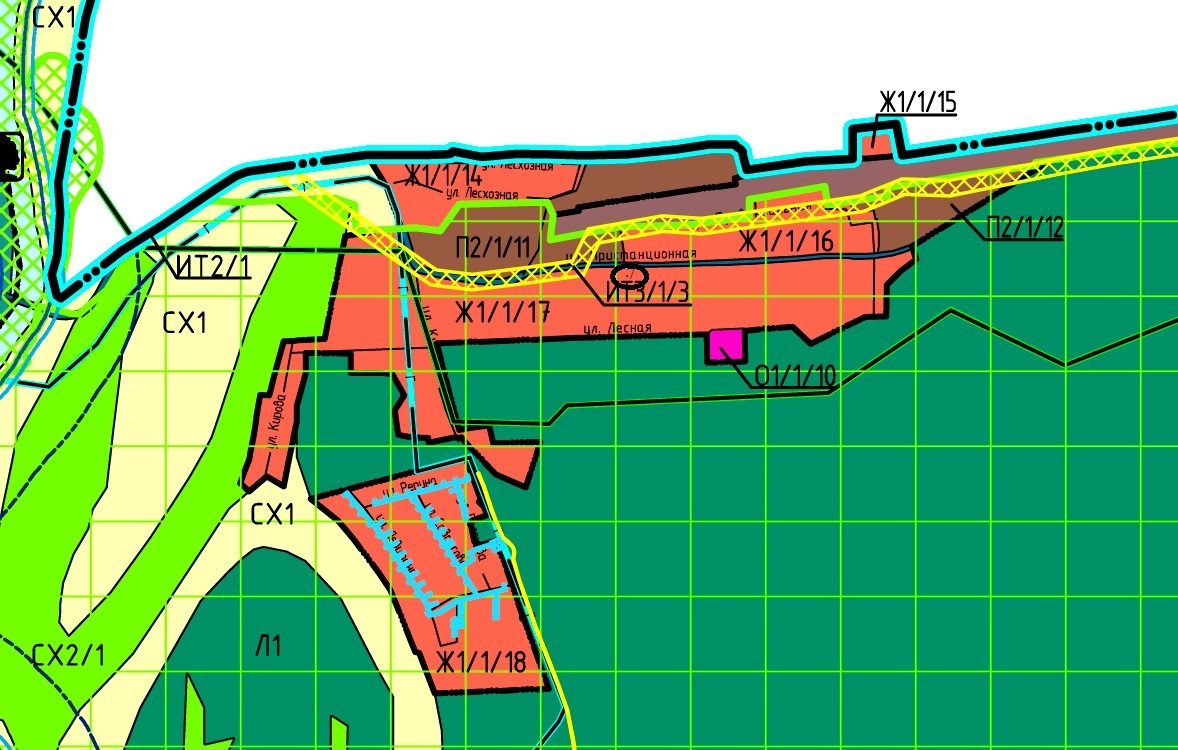 СХ1
Ж1/1/15
ул. Лесхозная
Ж1/1/14
ул. Лесхозная
П2/1/12
Ж1/1/16
П2/1/11
ИТ2/1
ИТ3/1/3
Ж1/1/17
СХ1
ул. Лесная
О1/1/10
ул. Кирова
ул. Репина
СХ1
Л1
СХ2/1
Ж1/1/18